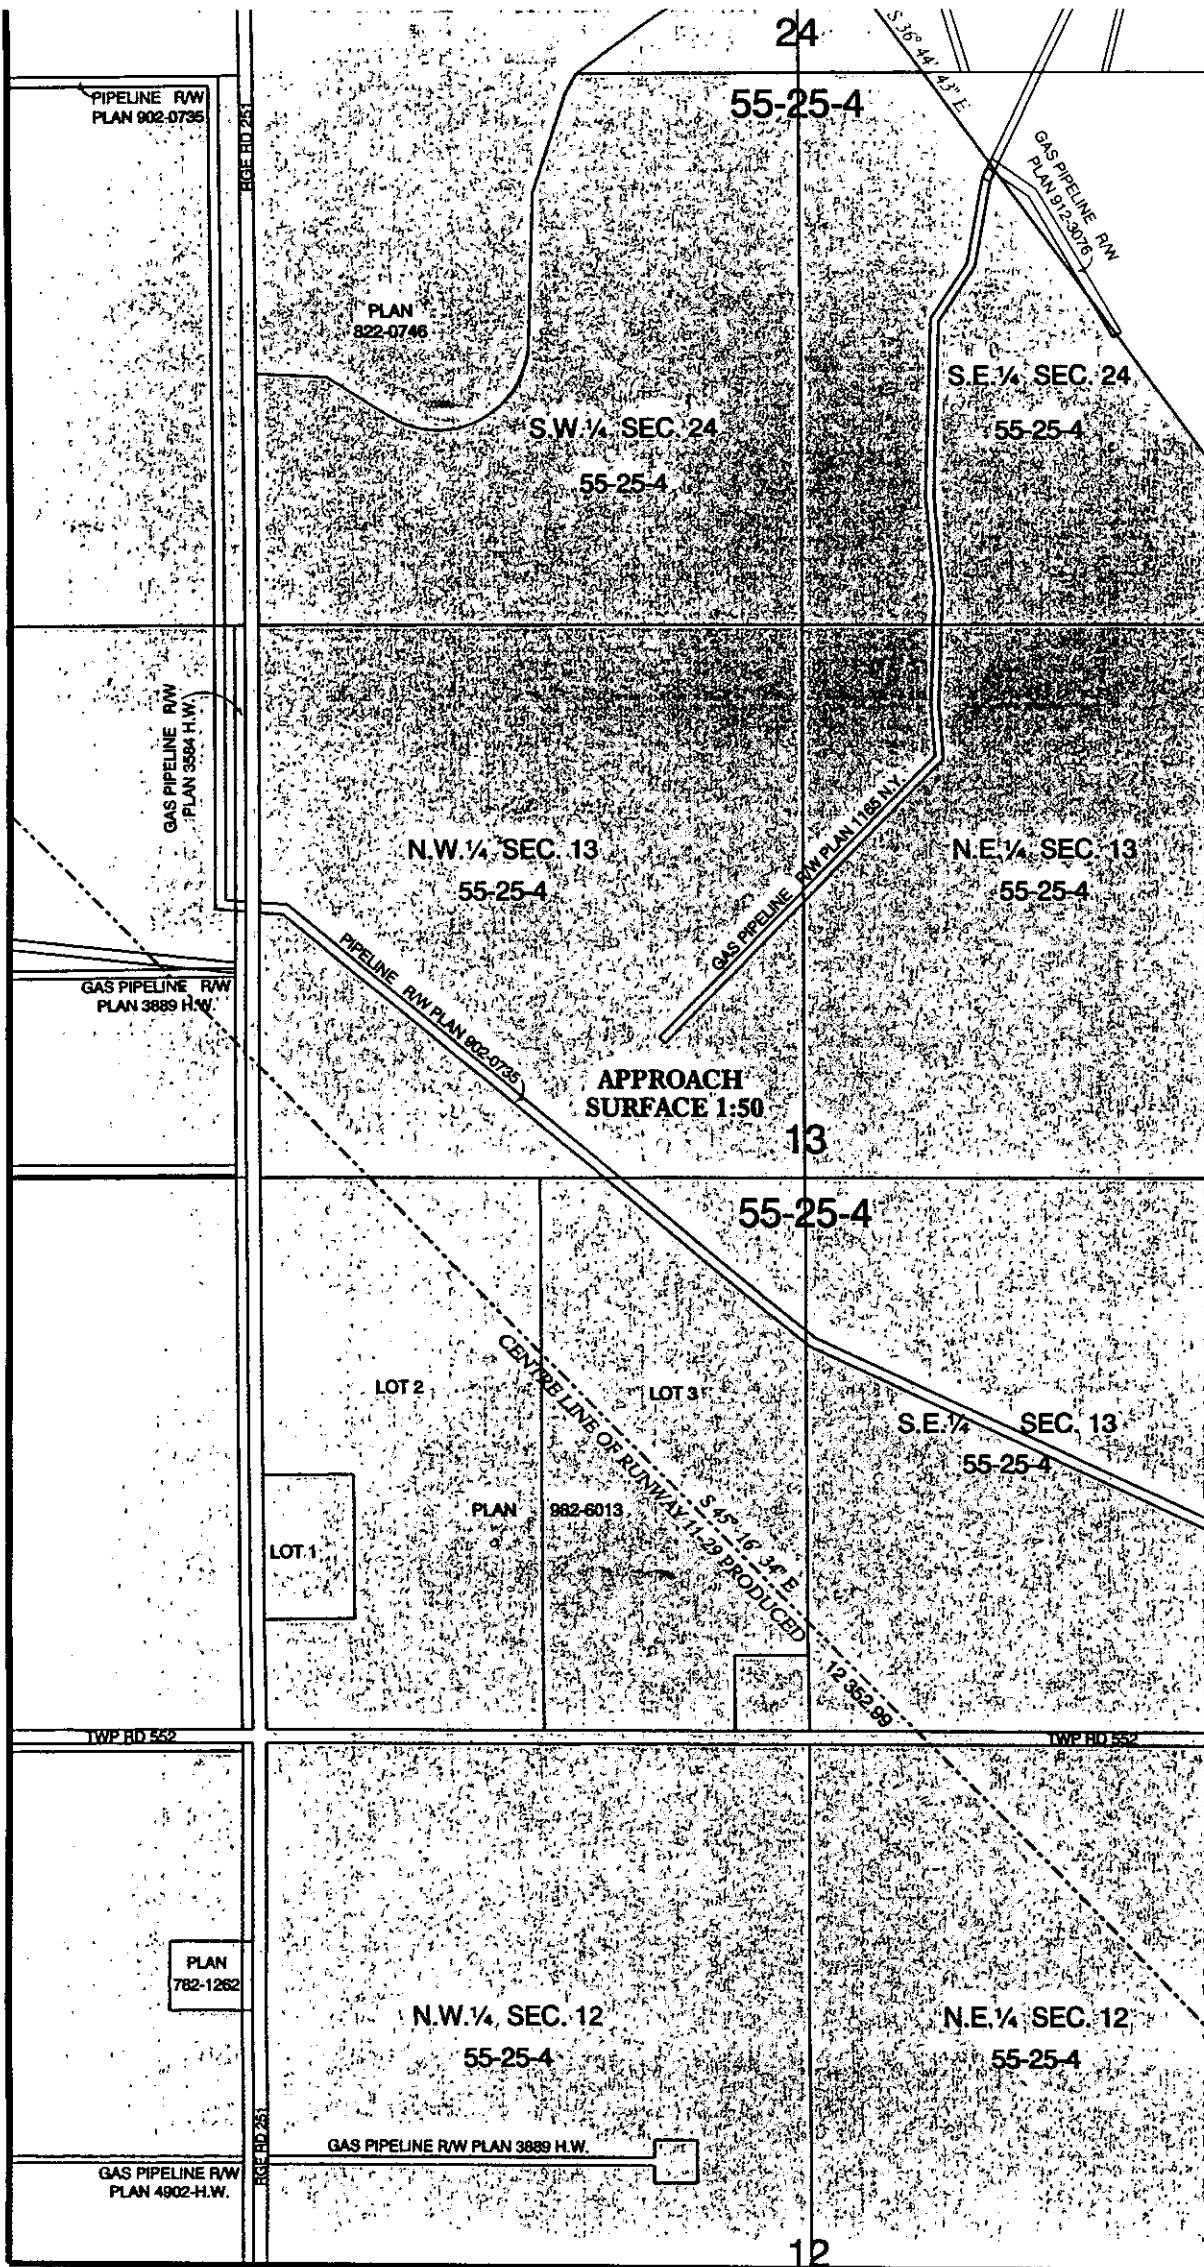 24
55-25-4
S 36° 44' 43" E
PIPELINE R/W
PLAN 902-0735
RGE RD 251
GAS PIPELINE R/W
PLAN 912-3076
PLAN
822-0746
S.W.¼ SEC. 24
55-25-4
S.E.¼ SEC. 24
55-25-4
GAS PIPELINE R/W
PLAN 3584 H.W.
N.W.¼ SEC. 13
55-25-4
GAS PIPELINE R/W PLAN 1165 N.Y.
N.E.¼ SEC. 13
55-25-4
GAS PIPELINE R/W
PLAN 3889 H.W.
PIPELINE R/W PLAN 902-0735
APPROACH
SURFACE 1:50
13
55-25-4
CENTRE LINE OF RUNWAY 11-29 PRODUCED
S 45° 16' 34" E
12 352.99
LOT 2
LOT 3
S.E.¼ SEC. 13
55-25-4
PLAN 982-6013
LOT 1
TWP RD 552
TWP RD 552
PLAN
782-1262
N.W.¼ SEC. 12
55-25-4
N.E.¼ SEC. 12
55-25-4
RGE RD 251
GAS PIPELINE R/W PLAN 3889 H.W.
GAS PIPELINE R/W
PLAN 4902-H.W.
12